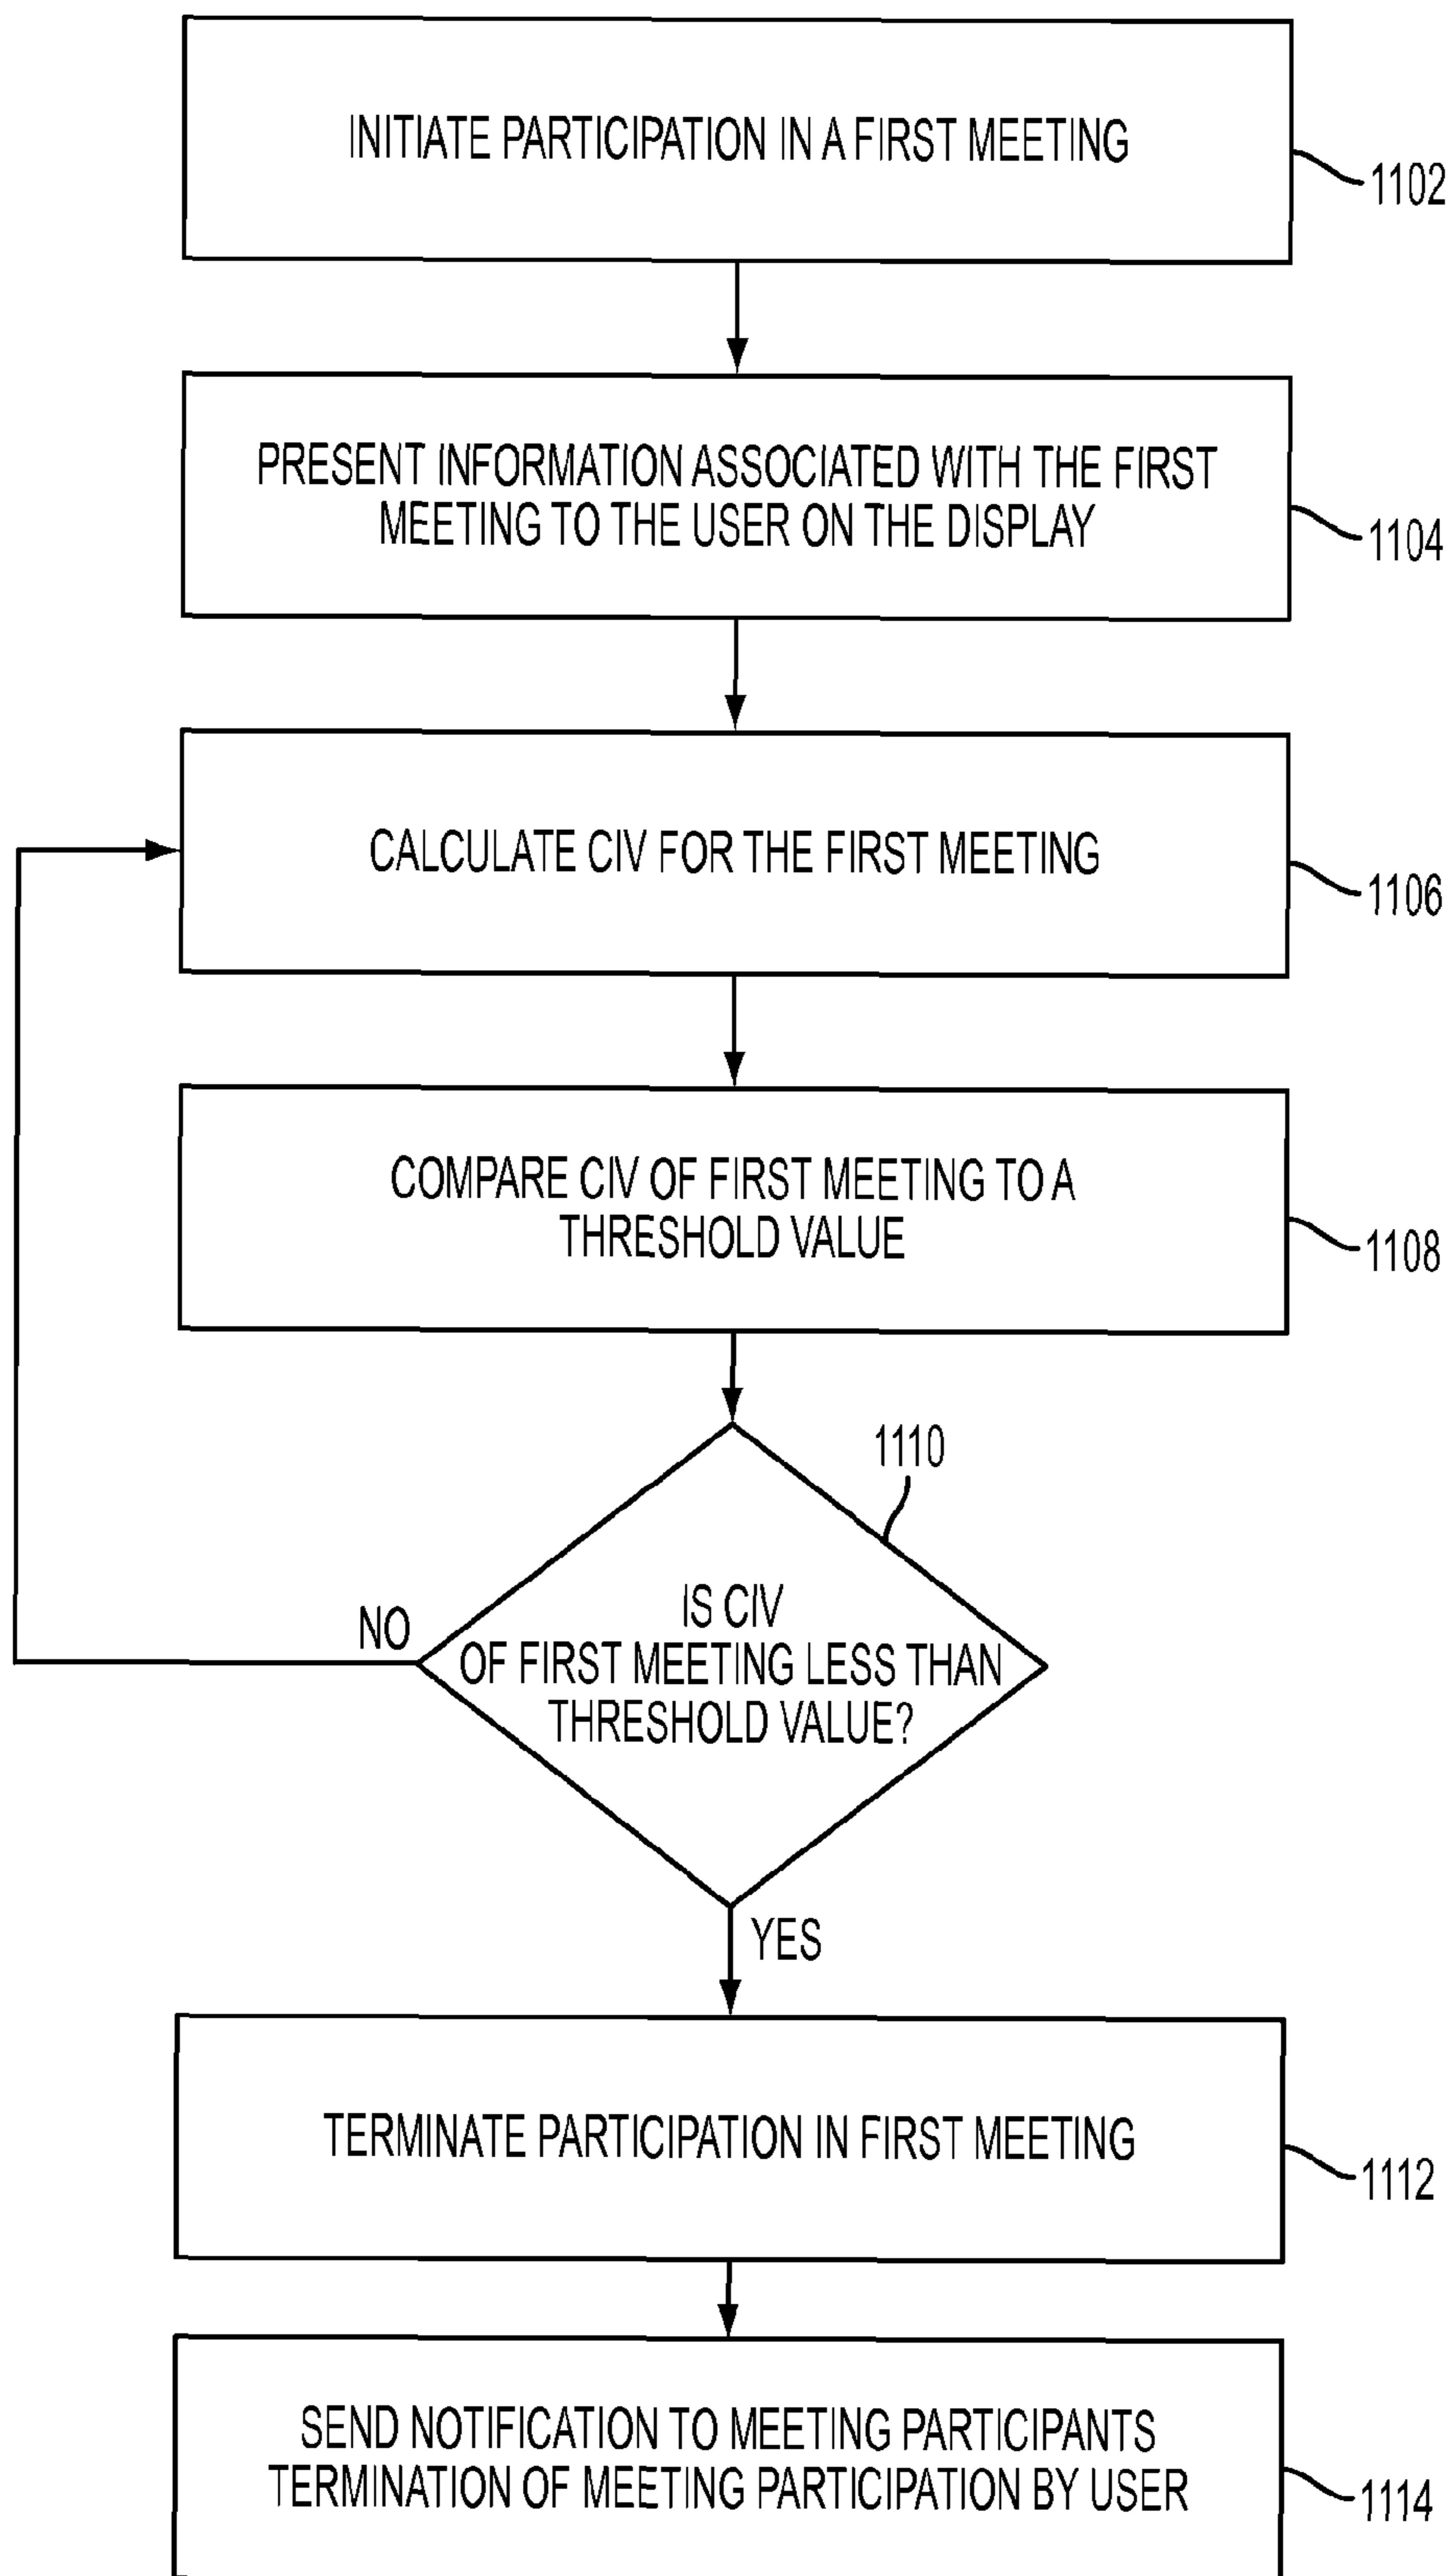 INITIATE PARTICIPATION IN A FIRST MEETING
1102
PRESENT INFORMATION ASSOCIATED WITH THE FIRST
MEETING TO THE USER ON THE DISPLAY
1104
CALCULATE CIV FOR THE FIRST MEETING
1106
COMPARE CIV OF FIRST MEETING TO A
THRESHOLD VALUE
1108
1110
IS CIV
OF FIRST MEETING LESS THAN
THRESHOLD VALUE?
NO
YES
TERMINATE PARTICIPATION IN FIRST MEETING
1112
SEND NOTIFICATION TO MEETING PARTICIPANTS
TERMINATION OF MEETING PARTICIPATION BY USER
1114